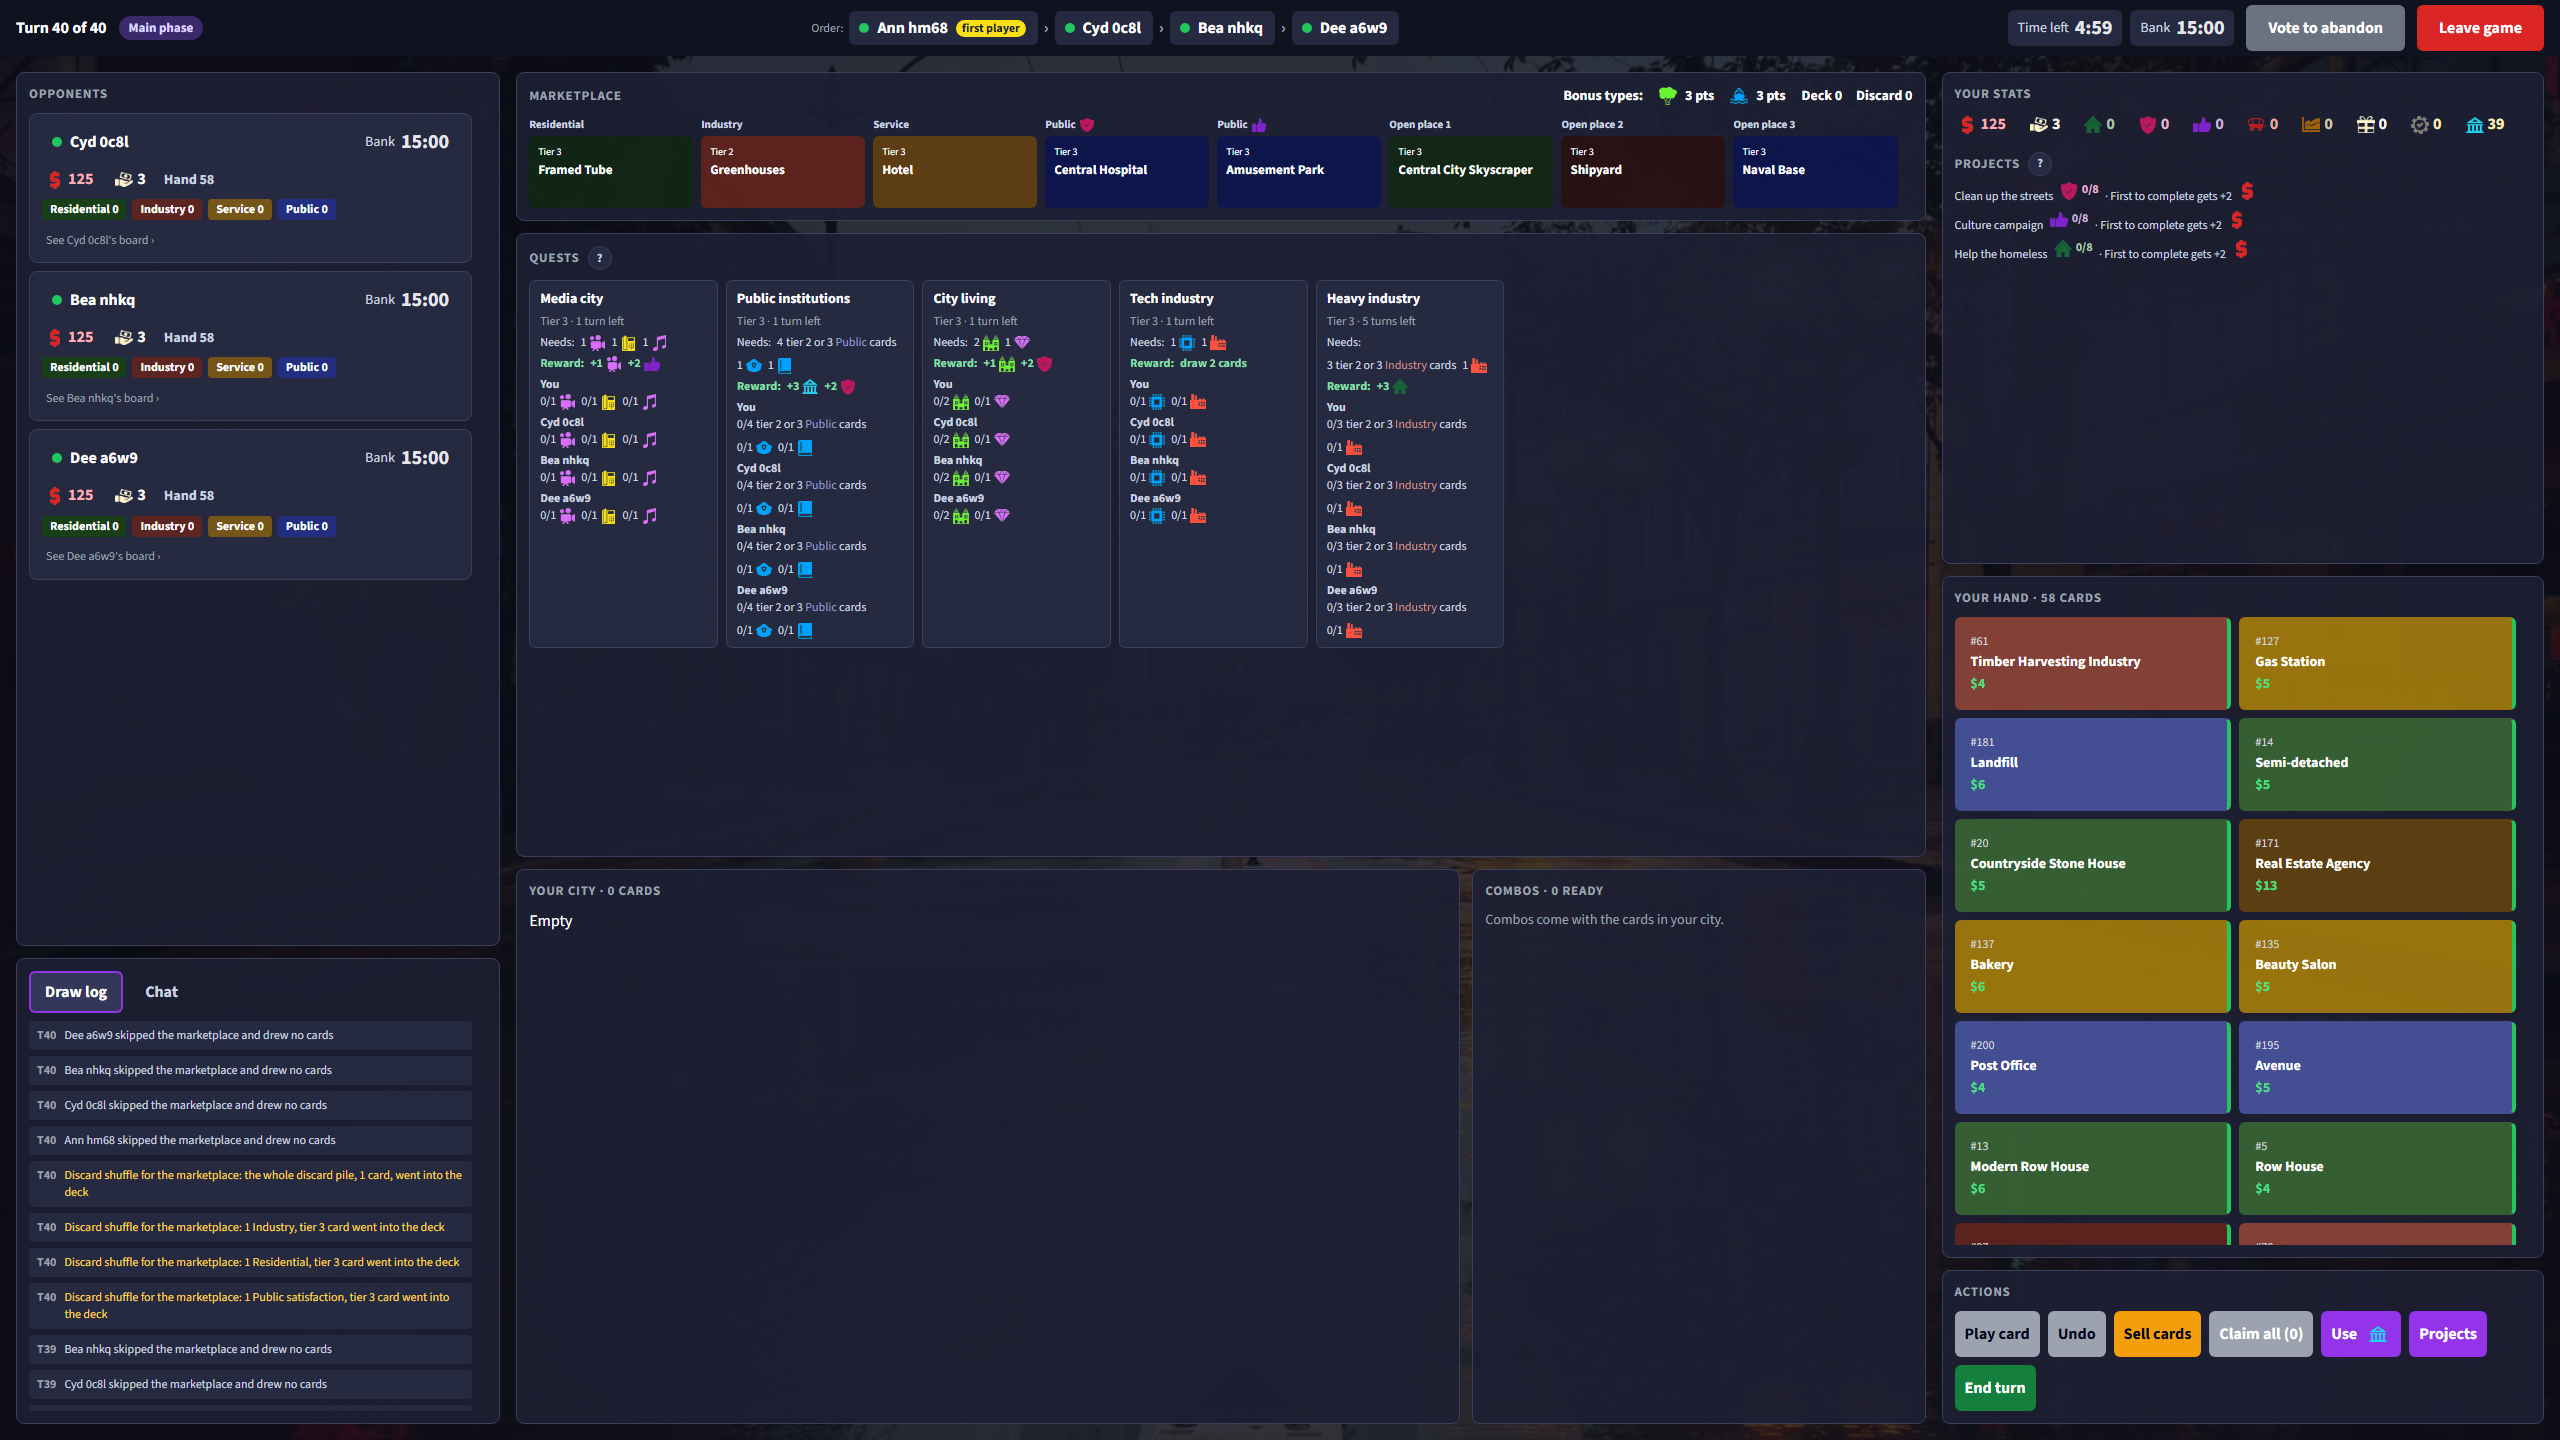 Turn 40 of 40 Main phase
Order: Ann hm68 first player › Cyd 0c8l › Bea nhkq › Dee a6w9
Time left 4:59 Bank 15:00 Vote to abandon Leave game
OPPONENTS
Cyd 0c8l Bank 15:00
125 3 Hand 58
Residential 0 Industry 0 Service 0 Public 0
See Cyd 0c8l's board ›
Bea nhkq Bank 15:00
125 3 Hand 58
Residential 0 Industry 0 Service 0 Public 0
See Bea nhkq's board ›
Dee a6w9 Bank 15:00
125 3 Hand 58
Residential 0 Industry 0 Service 0 Public 0
See Dee a6w9's board ›
Draw log Chat
T40 Dee a6w9 skipped the marketplace and drew no cards
T40 Bea nhkq skipped the marketplace and drew no cards
T40 Cyd 0c8l skipped the marketplace and drew no cards
T40 Ann hm68 skipped the marketplace and drew no cards
T40 Discard shuffle for the marketplace: the whole discard pile, 1 card, went into the
deck
T40 Discard shuffle for the marketplace: 1 Industry, tier 3 card went into the deck
T40 Discard shuffle for the marketplace: 1 Residential, tier 3 card went into the deck
T40 Discard shuffle for the marketplace: 1 Public satisfaction, tier 3 card went into
the deck
T39 Bea nhkq skipped the marketplace and drew no cards
T39 Cyd 0c8l skipped the marketplace and drew no cards
MARKETPLACE
Bonus types: 3 pts 3 pts Deck 0 Discard 0
Residential Industry Service Public Public Open place 1 Open place 2 Open place 3
Tier 3 Tier 2 Tier 3 Tier 3 Tier 3 Tier 3 Tier 3 Tier 3
Framed Tube Greenhouses Hotel Central Hospital Amusement Park Central City Skyscraper Shipyard Naval Base
QUESTS ?
Media city
Tier 3 · 1 turn left
Needs: 1 1 1
Reward: +1 +2
You
0/1 0/1 0/1
Cyd 0c8l
0/1 0/1 0/1
Bea nhkq
0/1 0/1 0/1
Dee a6w9
0/1 0/1 0/1
Public institutions
Tier 3 · 1 turn left
Needs: 4 tier 2 or 3 Public cards
1 1
Reward: +3 +2
You
0/4 tier 2 or 3 Public cards
0/1 0/1
Cyd 0c8l
0/4 tier 2 or 3 Public cards
0/1 0/1
Bea nhkq
0/4 tier 2 or 3 Public cards
0/1 0/1
Dee a6w9
0/4 tier 2 or 3 Public cards
0/1 0/1
City living
Tier 3 · 1 turn left
Needs: 2 1
Reward: +1 +2
You
0/2 0/1
Cyd 0c8l
0/2 0/1
Bea nhkq
0/2 0/1
Dee a6w9
0/2 0/1
Tech industry
Tier 3 · 1 turn left
Needs: 1 1
Reward: draw 2 cards
You
0/1 0/1
Cyd 0c8l
0/1 0/1
Bea nhkq
0/1 0/1
Dee a6w9
0/1 0/1
Heavy industry
Tier 3 · 5 turns left
Needs:
3 tier 2 or 3 Industry cards 1
Reward: +3
You
0/3 tier 2 or 3 Industry cards
0/1
Cyd 0c8l
0/3 tier 2 or 3 Industry cards
0/1
Bea nhkq
0/3 tier 2 or 3 Industry cards
0/1
Dee a6w9
0/3 tier 2 or 3 Industry cards
0/1
YOUR CITY · 0 CARDS
Empty
COMBOS · 0 READY
Combos come with the cards in your city.
YOUR STATS
125 3 0 0 0 0 0 0 0 39
PROJECTS ?
Clean up the streets 0/8 · First to complete gets +2
Culture campaign 0/8 · First to complete gets +2
Help the homeless 0/8 · First to complete gets +2
YOUR HAND · 58 CARDS
#61
Timber Harvesting Industry
$4
#127
Gas Station
$5
#181
Landfill
$6
#14
Semi-detached
$5
#20
Countryside Stone House
$5
#171
Real Estate Agency
$13
#137
Bakery
$6
#135
Beauty Salon
$5
#200
Post Office
$4
#195
Avenue
$5
#13
Modern Row House
$6
#5
Row House
$4
ACTIONS
Play card Undo Sell cards Claim all (0) Use Projects
End turn